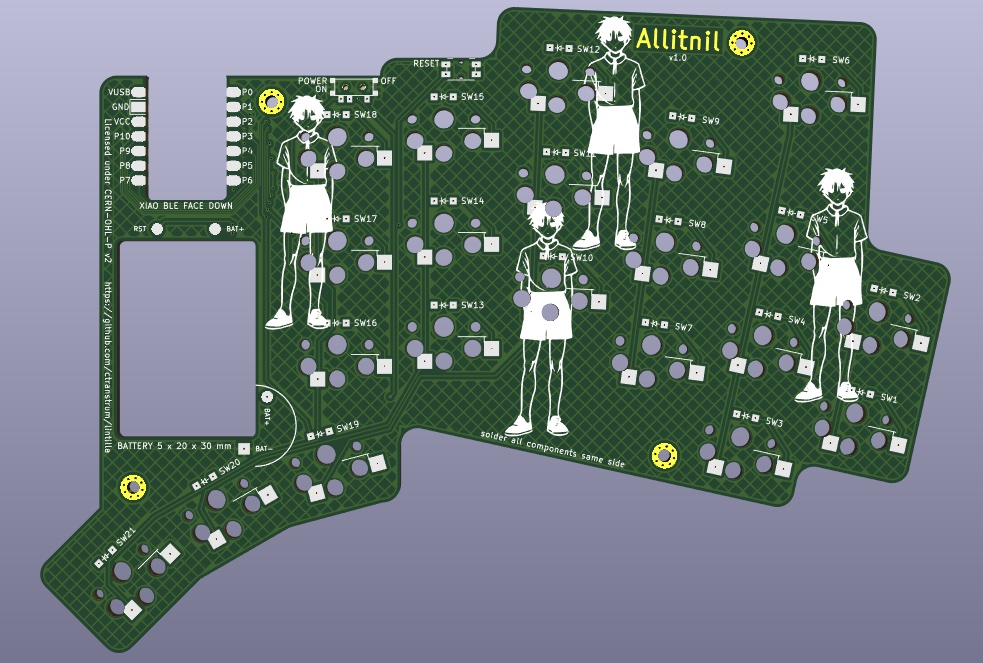 Allitnil
v1.0
RESET
POWER
ON
OFF
VUSB
GND
VCC
P10
P9
P8
P7
P0
P1
P2
P3
P4
P5
P6
XIAO BLE FACE DOWN
RST
BAT+
Licensed under CERN-OHL-P v2
https://github.com/ctranstrum/lintilla
BATTERY 5 x 20 x 30 mm
BAT+
BAT-
SW12
SW6
SW15
SW18
SW9
SW11
SW14
SW17
SW8
SW5
SW10
SW2
SW13
SW16
SW7
SW4
SW1
SW3
SW19
SW20
SW21
solder all components same side